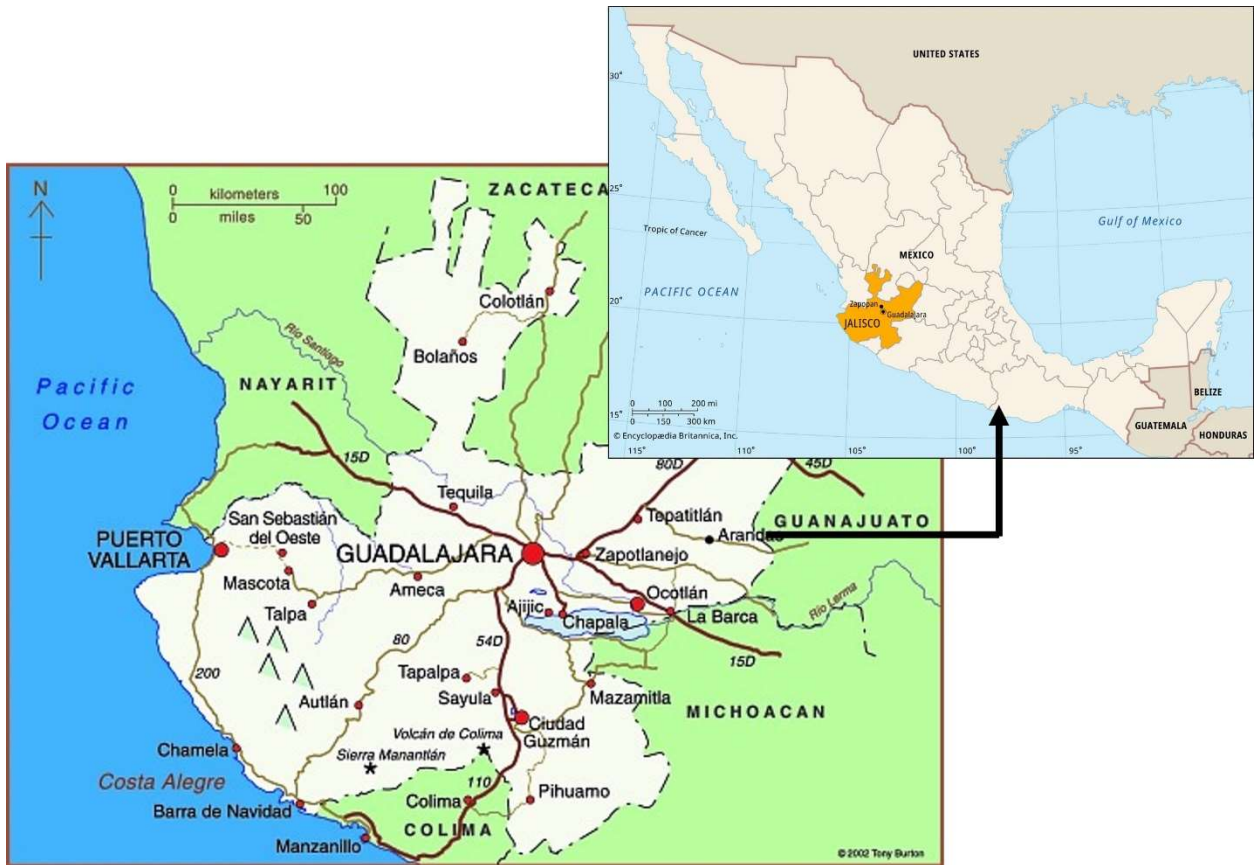 UNITED STATES
30°
25°
20°
15°
Gulf of Mexico
Tropic of Cancer
MEXICO
PACIFIC OCEAN
Zapopan
Guadalajara
JALISCO
0 100 200 mi
0 150 300 km
© Encyclopædia Britannica, Inc.
BELIZE
GUATEMALA
HONDURAS
115°
110°
105°
100°
95°
N
0 kilometers 100
0 miles 50
ZACATECA
Colotlán
Bolaños
Río Santiago
Pacific
Ocean
NAYARIT
15D
80D
45D
Tequila
Tepatitlán
Arandas
GUANAJUATO
San Sebastián
del Oeste
PUERTO
VALLARTA
GUADALAJARA
Zapotlanejo
Mascota
Ameca
Ocotlán
Río Lerma
Talpa
Ajijic
Chapala
La Barca
80
54D
15D
200
Tapalpa
Mazamitla
Sayula
Autlán
MICHOACAN
Ciudad
Guzmán
Volcán de Colima
Sierra Manantlán
Chamela
Costa Alegre
110
Barra de Navidad
Colima
Pihuamo
COLIMA
Manzanillo
© 2002 Tony Burton